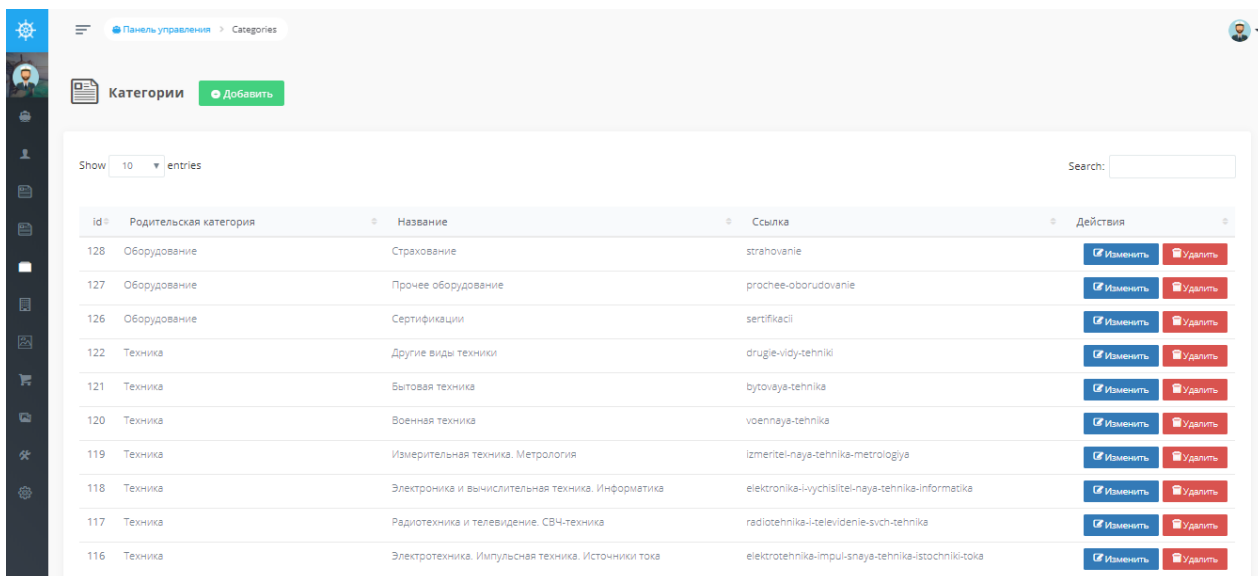 Панель управления > Categories
Категории Добавить
Show 10 entries Search:
id Родительская категория Название Ссылка Действия
128 Оборудование Страхование strahovanie Изменить Удалить
127 Оборудование Прочее оборудование prochee-oborudovanie Изменить Удалить
126 Оборудование Сертификации sertifikacii Изменить Удалить
122 Техника Другие виды техники drugie-vidy-tehniki Изменить Удалить
121 Техника Бытовая техника bytovaya-tehnika Изменить Удалить
120 Техника Военная техника voennaya-tehnika Изменить Удалить
119 Техника Измерительная техника. Метрология izmeritel-naya-tehnika-metrologiya Изменить Удалить
118 Техника Электроника и вычислительная техника. Информатика elektronika-i-vychislitel-naya-tehnika-informatika Изменить Удалить
117 Техника Радиотехника и телевидение. СВЧ-техника radiotehnika-i-televidenie-svch-tehnika Изменить Удалить
116 Техника Электротехника. Импульсная техника. Источники тока elektrotehnika-impul-snaya-tehnika-istochniki-toka Изменить Удалить